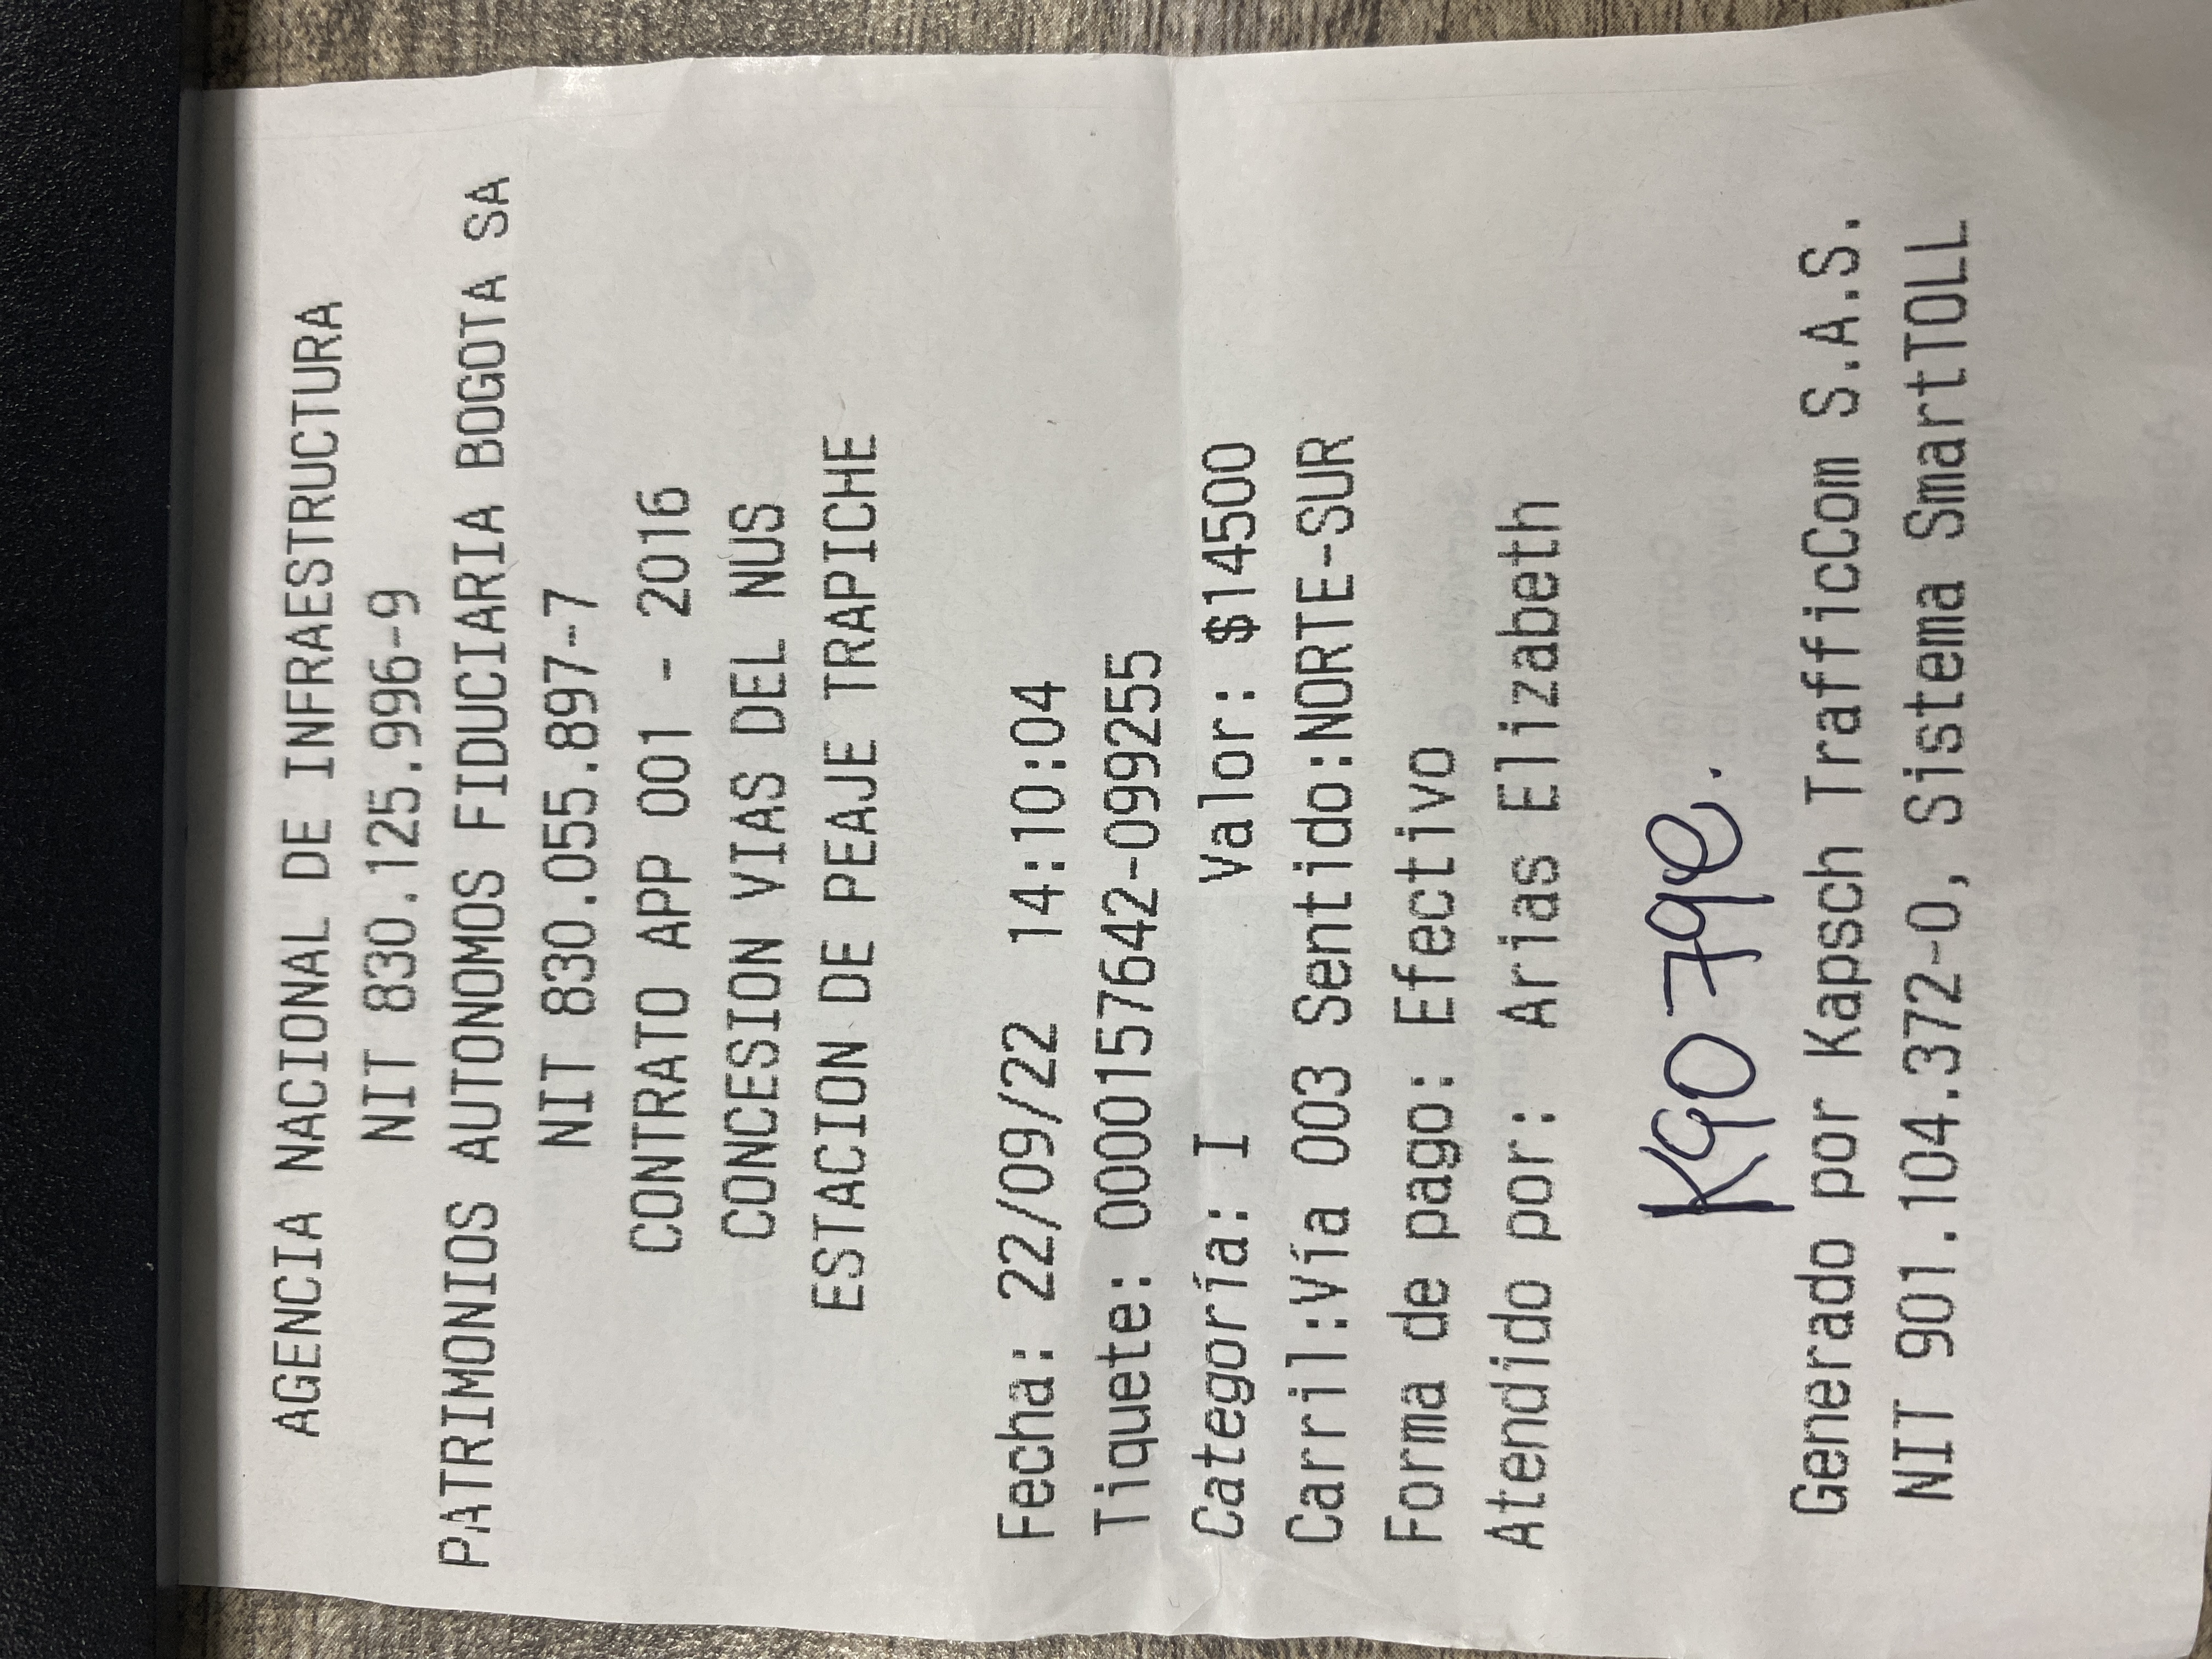 AGENCIA NACIONAL DE INFRAESTRUCTURA
NIT 830.125.996-9
PATRIMONIOS AUTONOMOS FIDUCIARIA BOGOTA SA
NIT 830.055.897-7
CONTRATO APP 001 - 2016
CONCESION VIAS DEL NUS
ESTACION DE PEAJE TRAPICHE
Fecha: 22/09/22 14:10:04
Tiquete: 0000157642-099255
Categoría: I Valor: $14500
Carril:Vía 003 Sentido:NORTE-SUR
Forma de pago: Efectivo
Atendido por: Arias Elizabeth
Generado por Kapsch TrafficCom S.A.S.
NIT 901.104.372-0, Sistema SmartTOLL